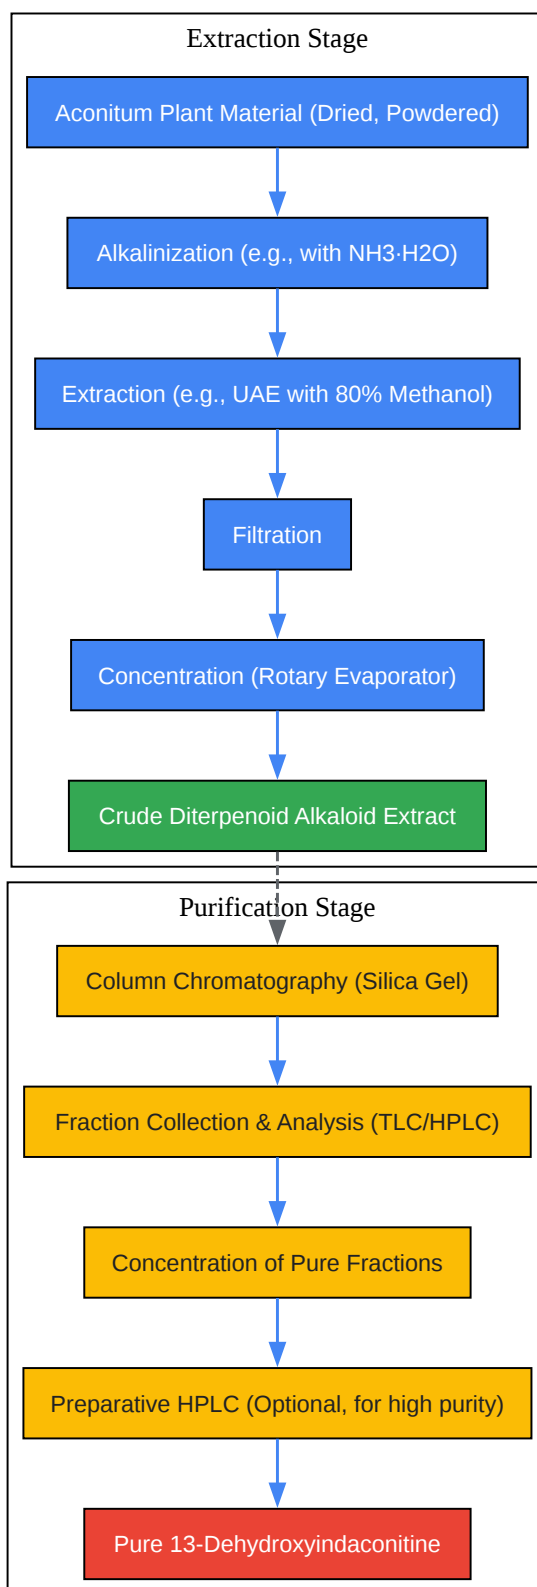 Extraction Stage
Aconitum Plant Material (Dried, Powdered)
Alkalinization (e.g., with NH3·H2O)
Extraction (e.g., UAE with 80% Methanol)
Filtration
Concentration (Rotary Evaporator)
Crude Diterpenoid Alkaloid Extract
Purification Stage
Column Chromatography (Silica Gel)
Fraction Collection & Analysis (TLC/HPLC)
Concentration of Pure Fractions
Preparative HPLC (Optional, for high purity)
Pure 13-Dehydroxyindaconitine